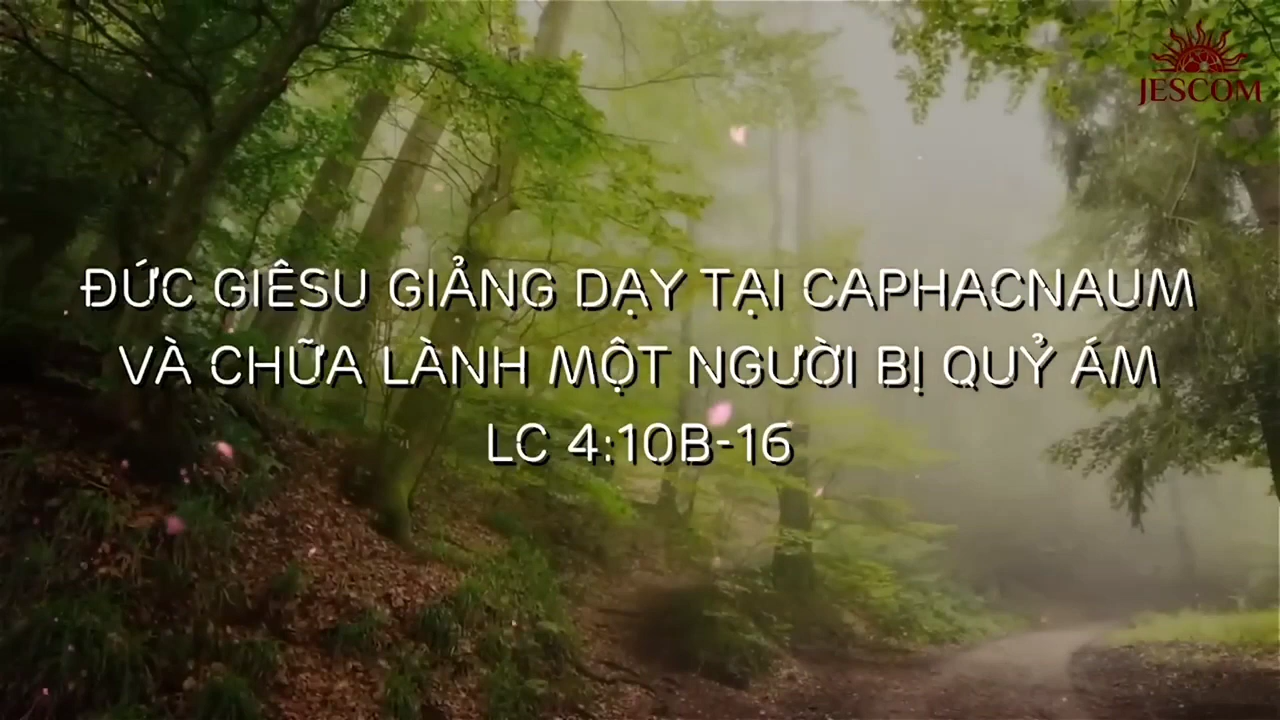 JESCOM
ĐỨC GIÊSU GIẢNG DẠY TẠI CAPHACNAUM
VÀ CHỮA LÀNH MỘT NGƯỜI BỊ QUỶ ÁM
LC 4:10B-16